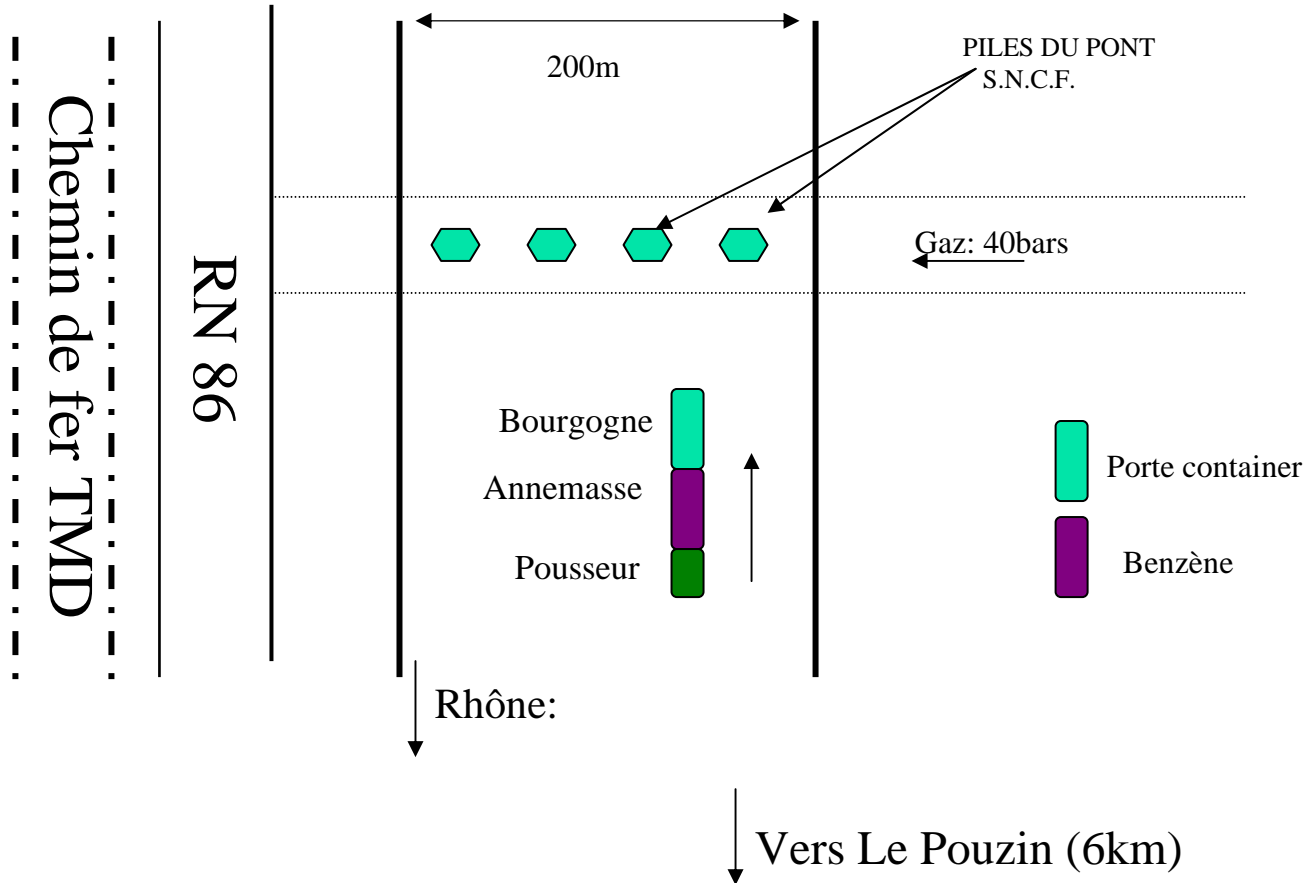 200m
PILES DU PONT
S.N.C.F.
Chemin de fer TMD
RN 86
Gaz: 40bars
Bourgogne
Annemasse
Pousseur
Porte container
Benzène
Rhône:
Vers Le Pouzin (6km)